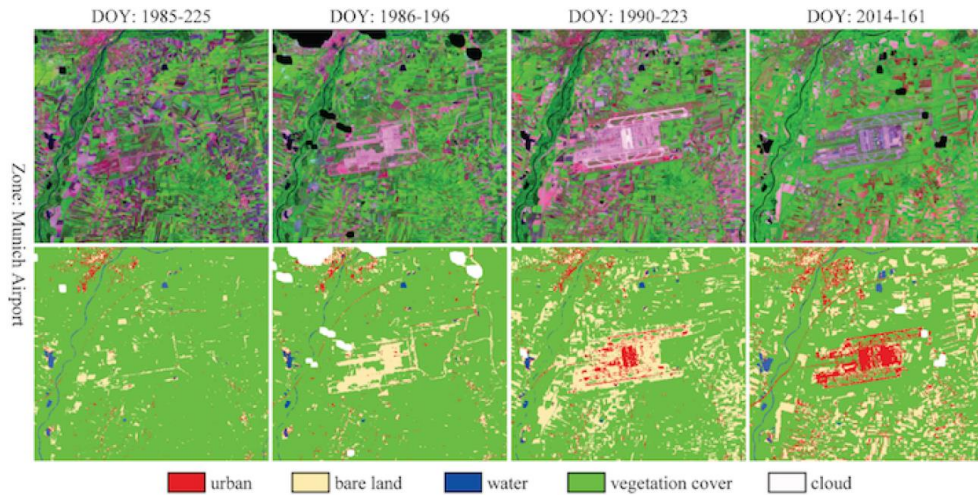 DOY: 1985-225 DOY: 1986-196 DOY: 1990-223 DOY: 2014-161
Zone: Munich Airport
urban bare land water vegetation cover cloud